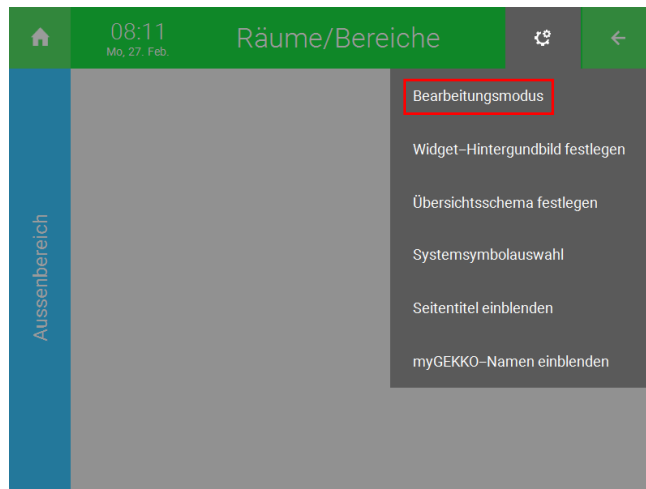 08:11
Mo, 27. Feb.
Räume/Bereiche
Bearbeitungsmodus
Widget–Hintergundbild festlegen
Übersichtsschema festlegen
Systemsymbolauswahl
Seitentitel einblenden
myGEKKO–Namen einblenden
Aussenbereich